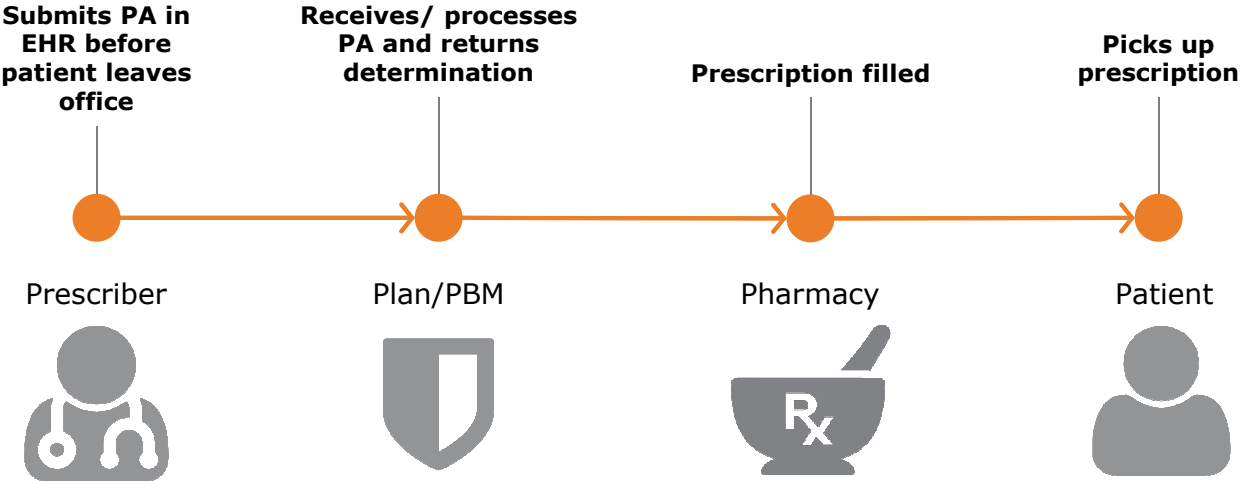 Submits PA in
EHR before
patient leaves
office
Receives/ processes
PA and returns
determination
Prescription filled
Picks up
prescription
Prescriber
Plan/PBM
Pharmacy
Patient
Rx